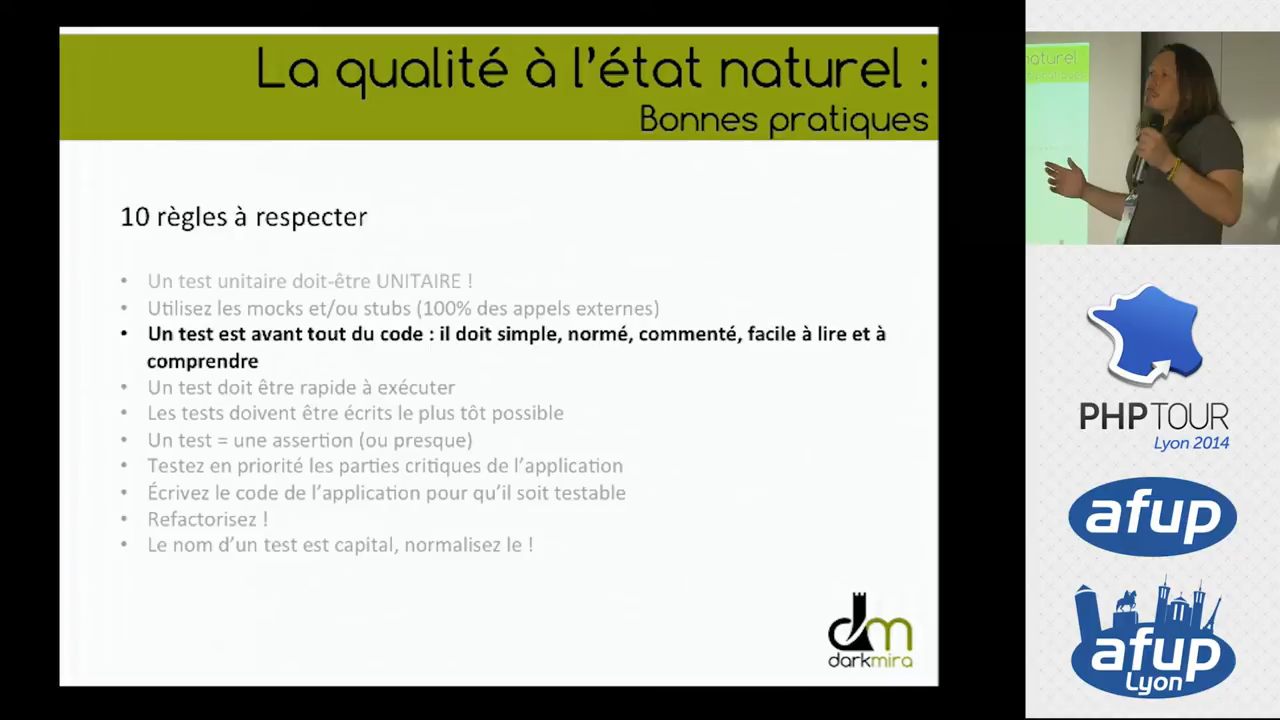 La qualité à l'état naturel :
Bonnes pratiques
10 règles à respecter
• Un test unitaire doit-être UNITAIRE !
• Utilisez les mocks et/ou stubs (100% des appels externes)
• Un test est avant tout du code : il doit simple, normé, commenté, facile à lire et à
comprendre
• Un test doit être rapide à exécuter
• Les tests doivent être écrits le plus tôt possible
• Un test = une assertion (ou presque)
• Testez en priorité les parties critiques de l'application
• Écrivez le code de l'application pour qu'il soit testable
• Refactorisez !
• Le nom d'un test est capital, normalisez le !
dm
darkmira
naturel
PHP TOUR
Lyon 2014
afup
afup
Lyon